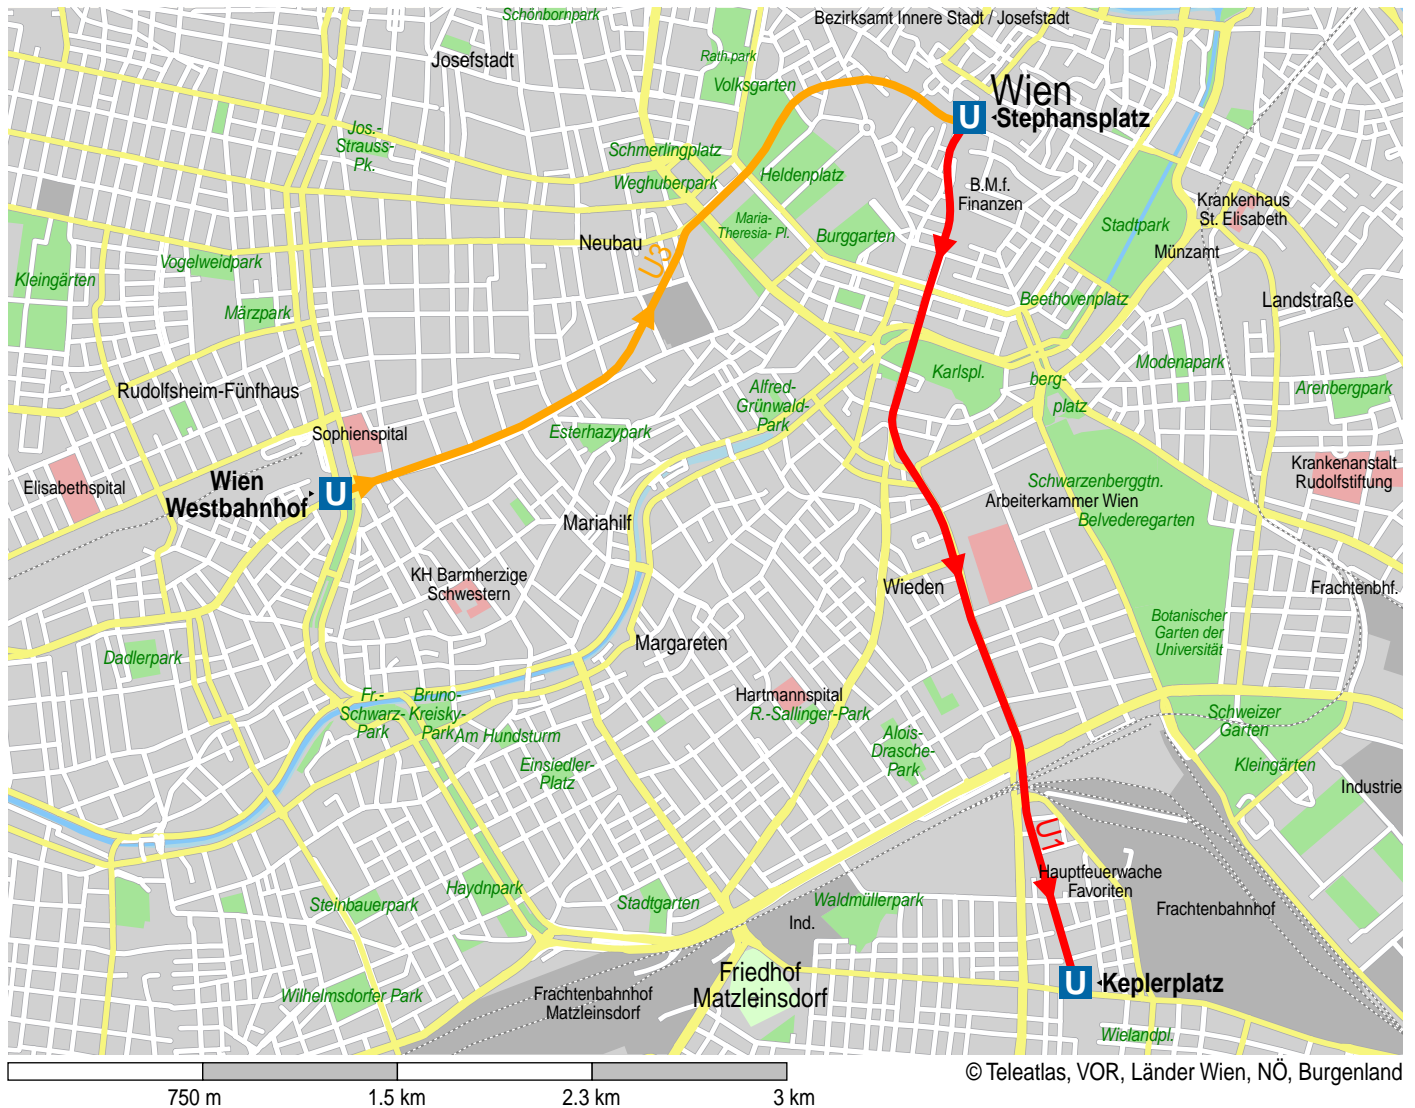 Schönbornpark
Bezirksamt Innere Stadt / Josefstadt
Josefstadt
Rath.park
Volksgarten
Wien
U
Stephansplatz
Jos.-
Strauss-
Pk.
Schmerlingplatz
Weghuberpark
Heldenplatz
B.M.f.
Finanzen
Krankenhaus
St. Elisabeth
Maria-
Theresia- Pl.
Burggarten
Stadtpark
Münzamt
Neubau
U3
Vogelweidpark
Kleingärten
Märzpark
Beethovenplatz
Landstraße
Modenapark
Karlspl.
berg-
platz
Arenbergpark
Rudolfsheim-Fünfhaus
Alfred-
Grünwald-
Park
Sophienspital
Esterhazypark
Krankenanstalt
Rudolfstiftung
Elisabethspital
Wien
Westbahnhof
U
Schwarzenberggtn.
Arbeiterkammer Wien
Belvederegarten
Mariahilf
KH Barmherzige
Schwestern
Wieden
Frachtenbhf.
Botanischer
Garten der
Universität
Margareten
Dadlerpark
Hartmannspital
R.-Sallinger-Park
Fr.-
Schwarz-
Park
Bruno-
Kreisky-
Park
Am Hundsturm
Schweizer
Garten
Alois-
Drasche-
Park
Einsiedler-
Platz
Kleingärten
Industrie
U1
Hauptfeuerwache
Favoriten
Haydnpark
Steinbauerpark
Stadtgarten
Waldmüllerpark
Ind.
Frachtenbahnhof
Friedhof
Matzleinsdorf
U
Keplerplatz
Wilhelmsdorfer Park
Frachtenbahnhof
Matzleinsdorf
Wielandpl.
© Teleatlas, VOR, Länder Wien, NÖ, Burgenland
750 m
1.5 km
2.3 km
3 km